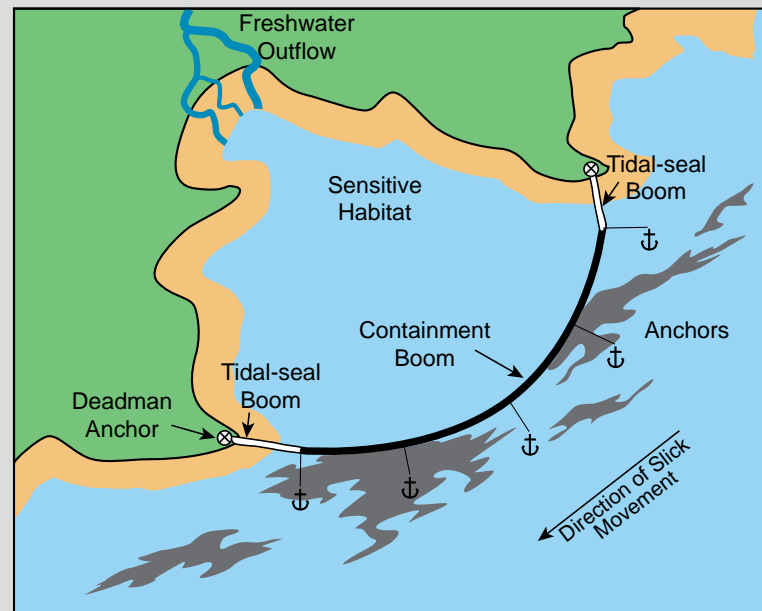 Freshwater
Outflow
Tidal-seal
Boom
Sensitive
Habitat
Containment
Boom
Anchors
Tidal-seal
Boom
Deadman
Anchor
Direction of Slick
Movement